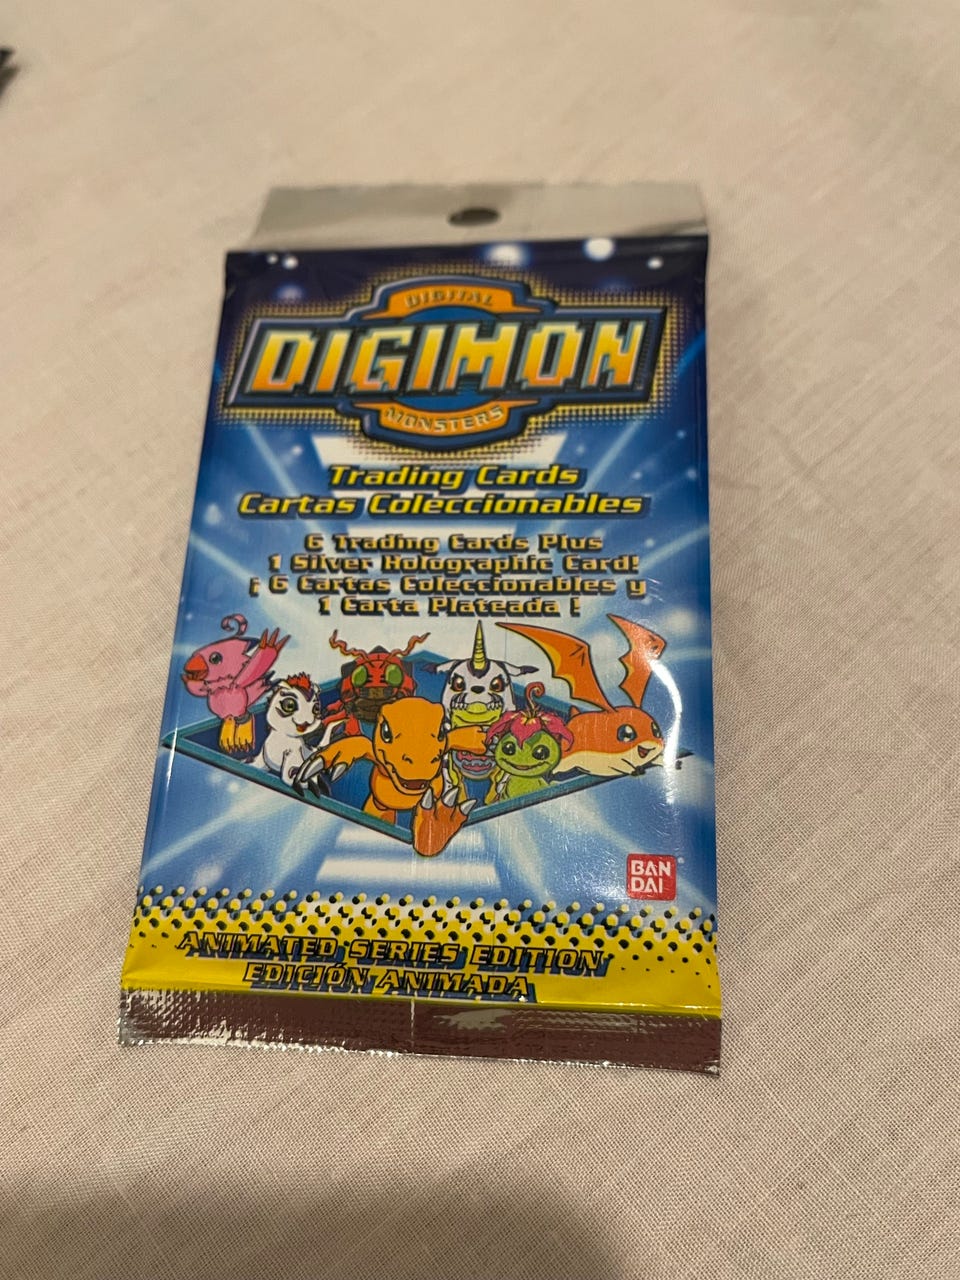 DIGITAL
DIGIMON
MONSTERS
Trading Cards
Cartas Coleccionables
6 Trading Cards Plus
1 Silver Holographic Card!
¡ 6 Cartas Coleccionables y
1 Carta Plateada !
BAN
DAI
ANIMATED SERIES EDITION
EDICIÓN ANIMADA